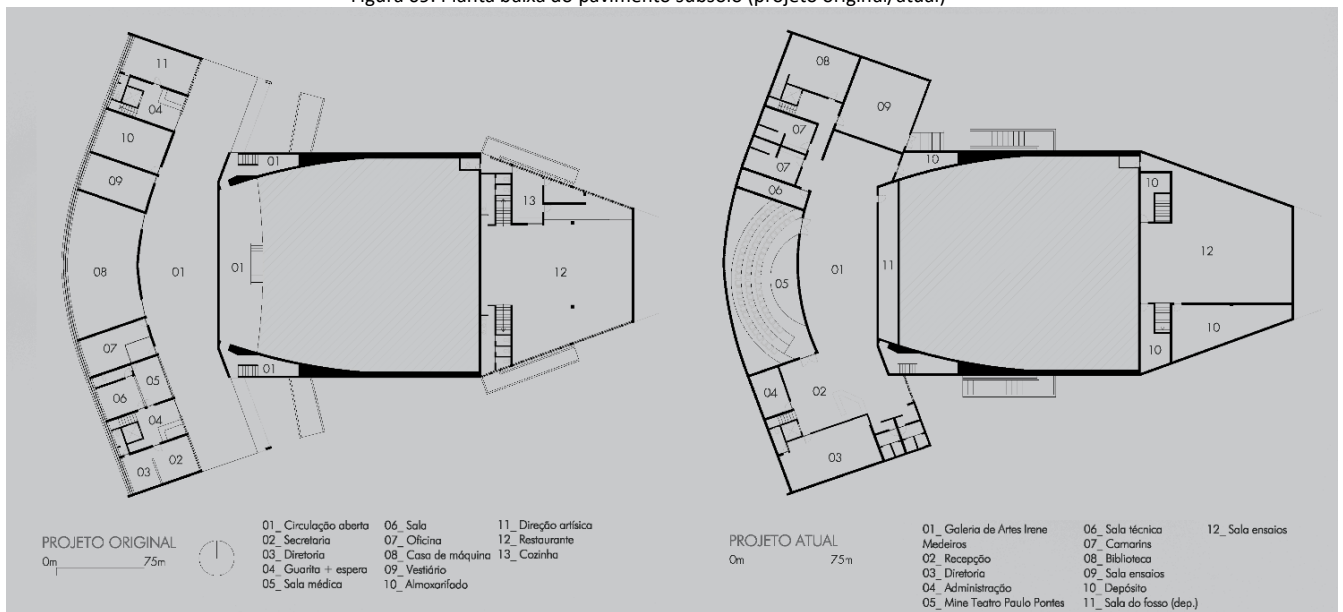 Figura 65: Planta baixa do pavimento subsolo (projeto original/atual)
11
04
10
09
08
01
07
05
06
04
03
02
01
01
01
13
12
PROJETO ORIGINAL
0m 75m
01_ Circulação aberta
02_ Secretaria
03_ Diretoria
04_ Guarita + espera
05_ Sala médica
06_ Sala
07_ Oficina
08_ Casa de máquina
09_ Vestiário
10_ Almoxarifado
11_ Direção artísica
12_ Restaurante
13_ Cozinha
08
09
07
07
06
05
01
11
10
04
02
03
10
12
10
10
PROJETO ATUAL
0m 75m
01_ Galeria de Artes Irene
Medeiros
02_ Recepção
03_ Diretoria
04_ Administração
05_ Mine Teatro Paulo Pontes
06_ Sala técnica
07_ Camarins
08_ Biblioteca
09_ Sala ensaios
10_ Depósito
11_ Sala do fosso (dep.)
12_ Sala ensaios